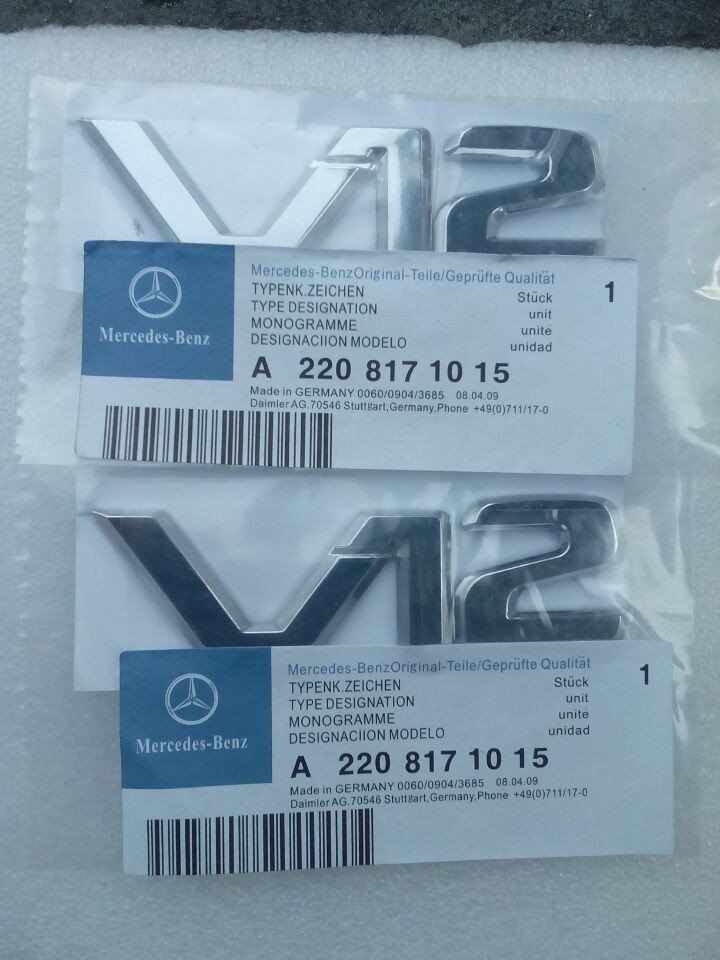 V12
Mercedes-Benz
Mercedes-BenzOriginal-Teile/Geprüfte Qualität
TYPENK.ZEICHEN Stück 1
TYPE DESIGNATION unit
MONOGRAMME unite
DESIGNACIION MODELO unidad
A 220 817 10 15
Made in GERMANY 0060/0904/3685 08.04.09
Daimler AG.70546 Stuttgart,Germany,Phone +49(0)711/17-0
V12
Mercedes-Benz
Mercedes-BenzOriginal-Teile/Geprüfte Qualität
TYPENK.ZEICHEN Stück 1
TYPE DESIGNATION unit
MONOGRAMME unite
DESIGNACIION MODELO unidad
A 220 817 10 15
Made in GERMANY 0060/0904/3685 08.04.09
Daimler AG.70546 Stuttgart,Germany,Phone +49(0)711/17-0